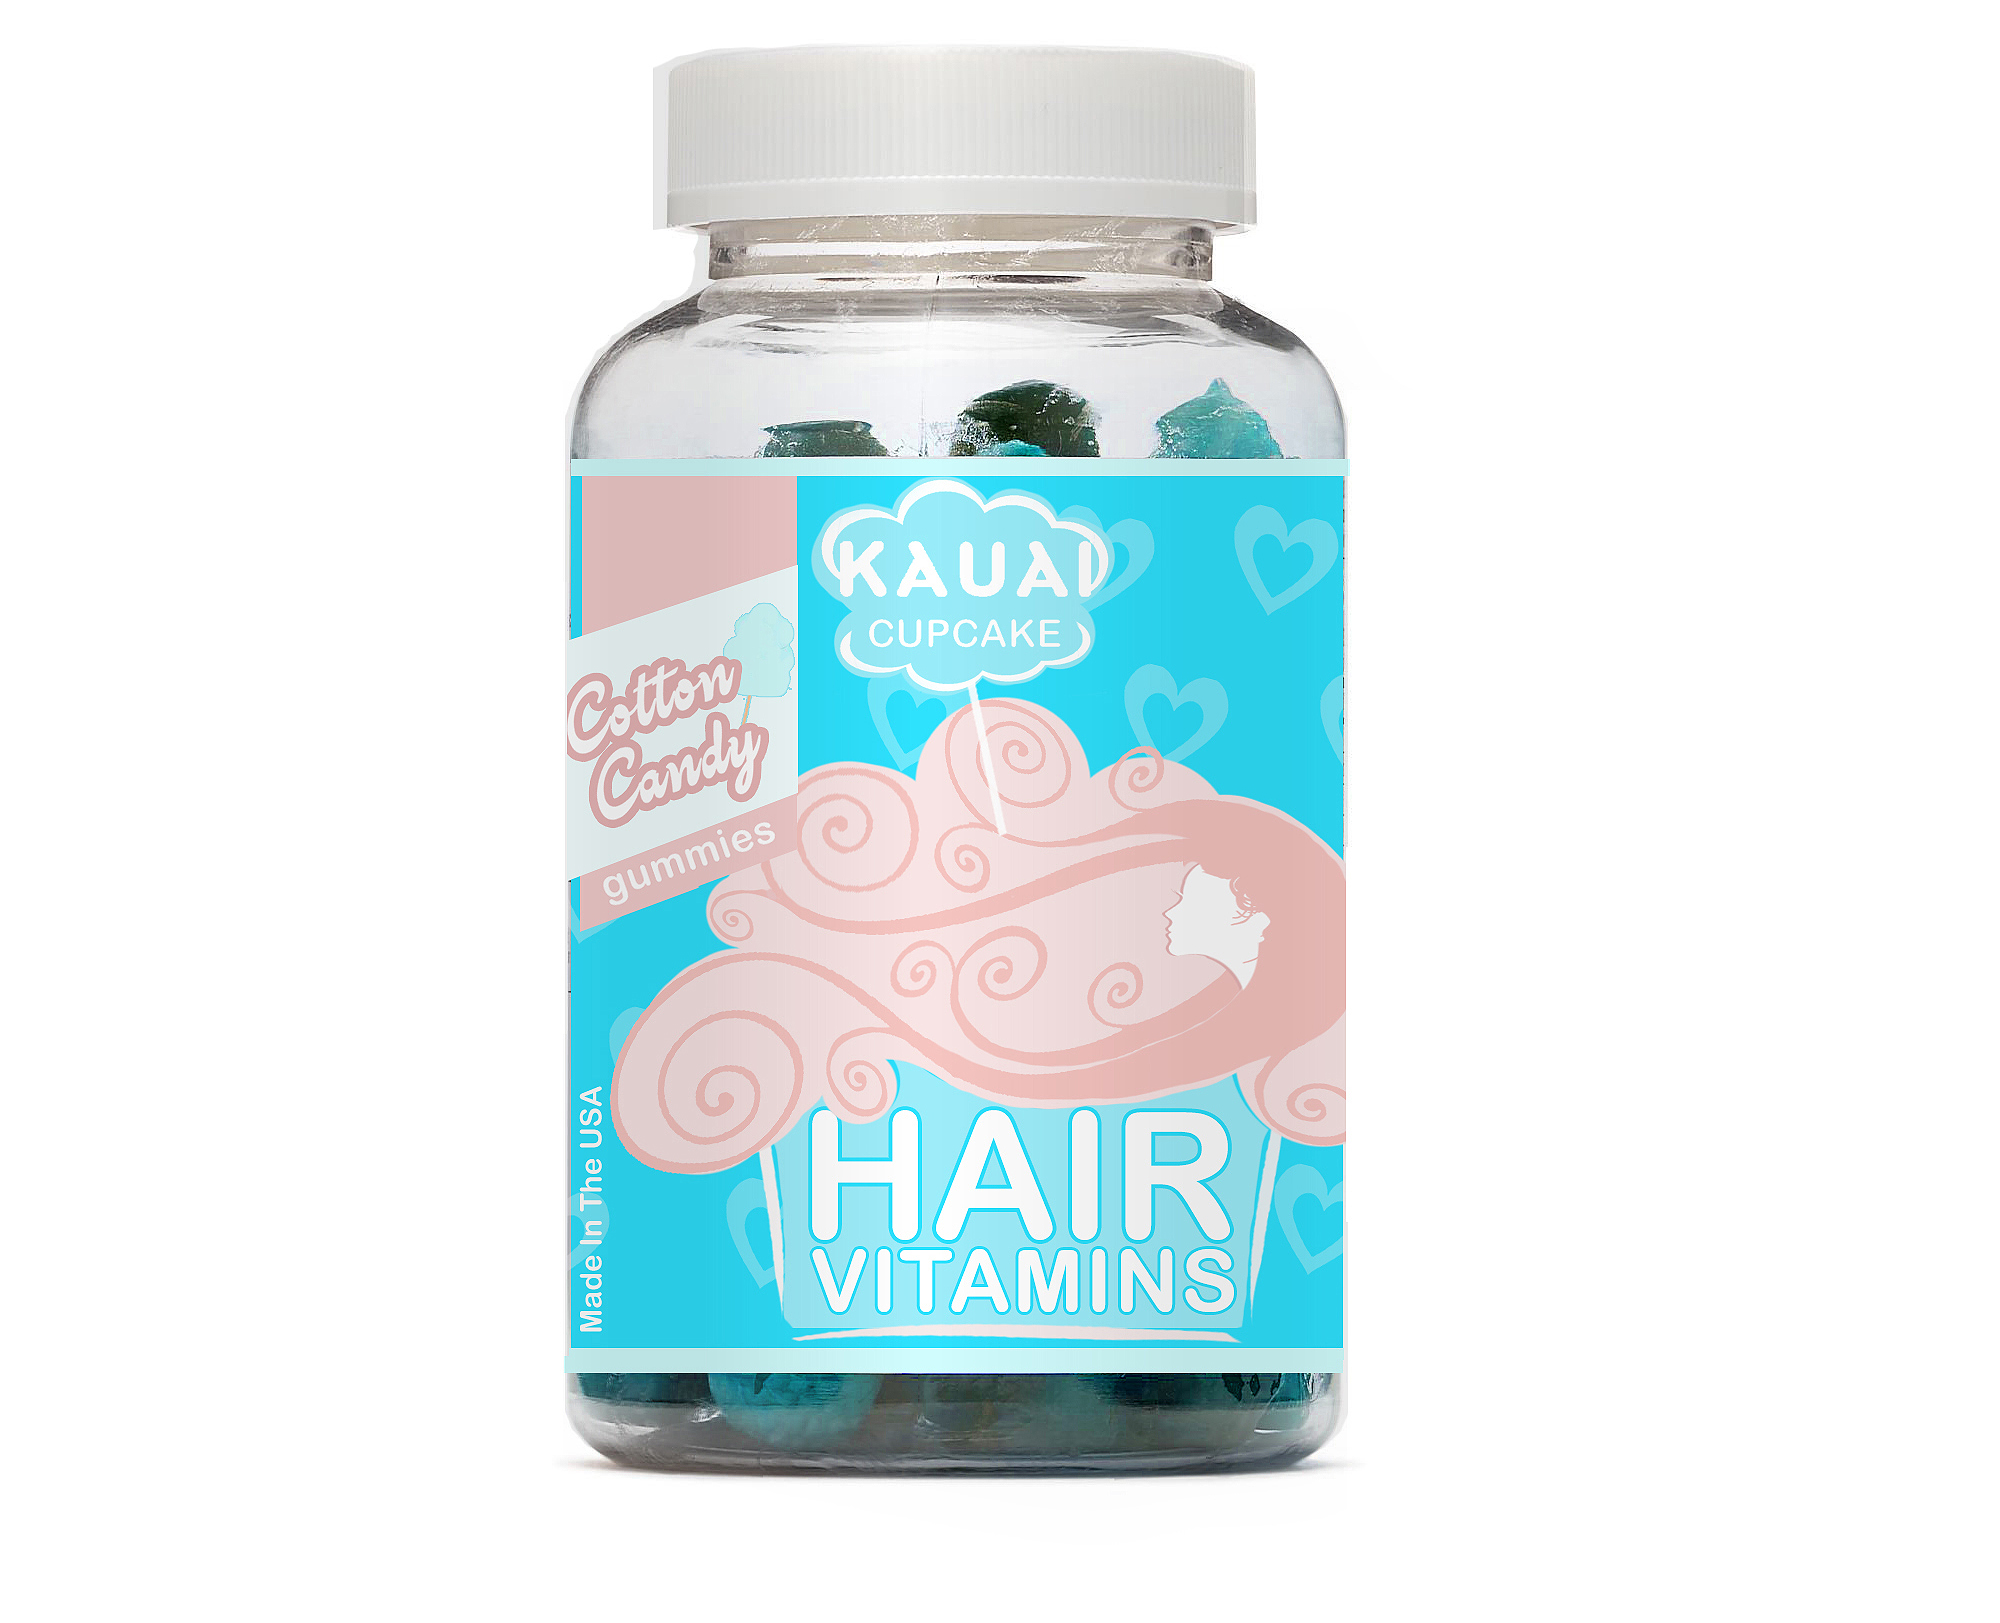 KAUAI
CUPCAKE
Cotton
Candy
gummies
HAIR
VITAMINS
Made In The USA